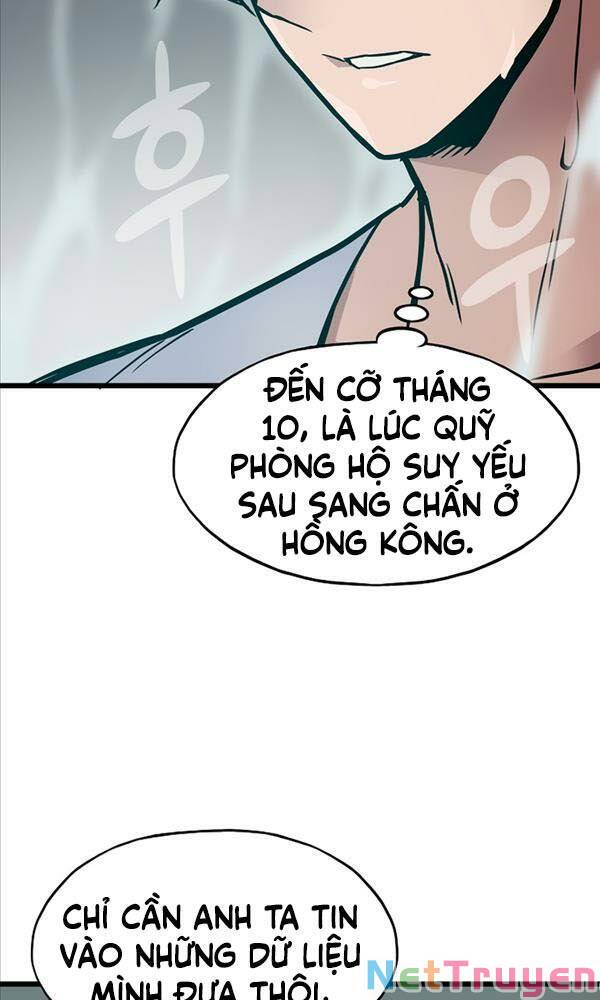 후
우
ĐẾN CỠ THÁNG
10, LÀ LÚC QUỸ
PHÒNG HỘ SUY YẾU
SAU SANG CHẤN Ở
HỒNG KÔNG.
CHỈ CẦN ANH TA TIN
VÀO NHỮNG DỮ LIỆU
MÌNH ĐƯA THÔI.
NetTruyen